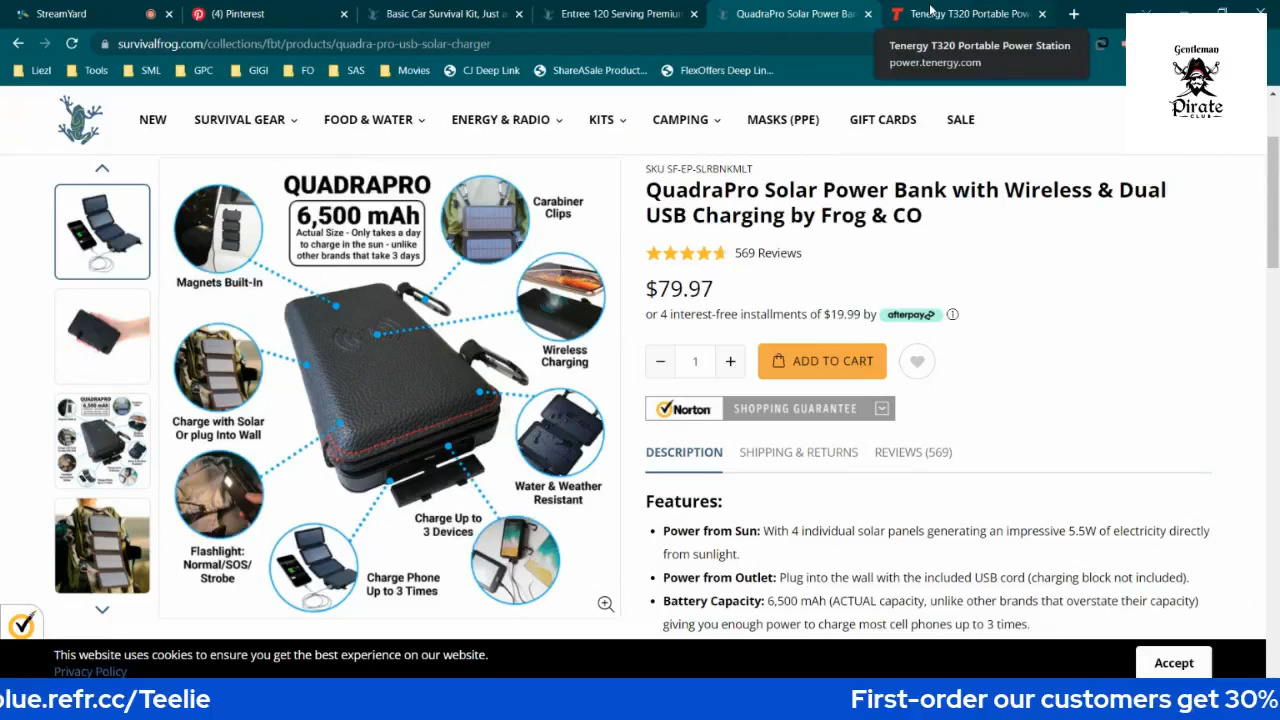 StreamYard
(4) Pinterest
Basic Car Survival Kit, Just a
Entree 120 Serving Premium
QuadraPro Solar Power Ban
Tenergy T320 Portable Pow
survivalfrog.com/collections/fbt/products/quadra-pro-usb-solar-charger
Tenergy T320 Portable Power Station
power.tenergy.com
Liezl
Tools
SML
GPC
GIGI
FO
SAS
Movies
CJ Deep Link
ShareASale Product...
FlexOffers Deep Lin...
Gentleman
Pirate
CLUB
NEW
SURVIVAL GEAR
FOOD & WATER
ENERGY & RADIO
KITS
CAMPING
MASKS (PPE)
GIFT CARDS
SALE
QUADRAPRO
6,500 mAh
Actual Size - Only takes a day
to charge in the sun - unlike
other brands that take 3 days
Carabiner
Clips
Magnets Built-In
Wireless
Charging
Charge with Solar
Or plug Into Wall
Water & Weather
Resistant
Charge Up to
3 Devices
Flashlight:
Normal/SOS/
Strobe
Charge Phone
Up to 3 Times
SKU SF-EP-SLRBNKMLT
QuadraPro Solar Power Bank with Wireless & Dual
USB Charging by Frog & CO
569 Reviews
$79.97
or 4 interest-free installments of $19.99 by afterpay
1
ADD TO CART
Norton
SHOPPING GUARANTEE
DESCRIPTION
SHIPPING & RETURNS
REVIEWS (569)
Features:
Power from Sun: With 4 individual solar panels generating an impressive 5.5W of electricity directly
from sunlight.
Power from Outlet: Plug into the wall with the included USB cord (charging block not included).
Battery Capacity: 6,500 mAh (ACTUAL capacity, unlike other brands that overstate their capacity)
giving you enough power to charge most cell phones up to 3 times.
This website uses cookies to ensure you get the best experience on our website.
Privacy Policy
Accept
blue.refr.cc/Teelie
First-order our customers get 30%